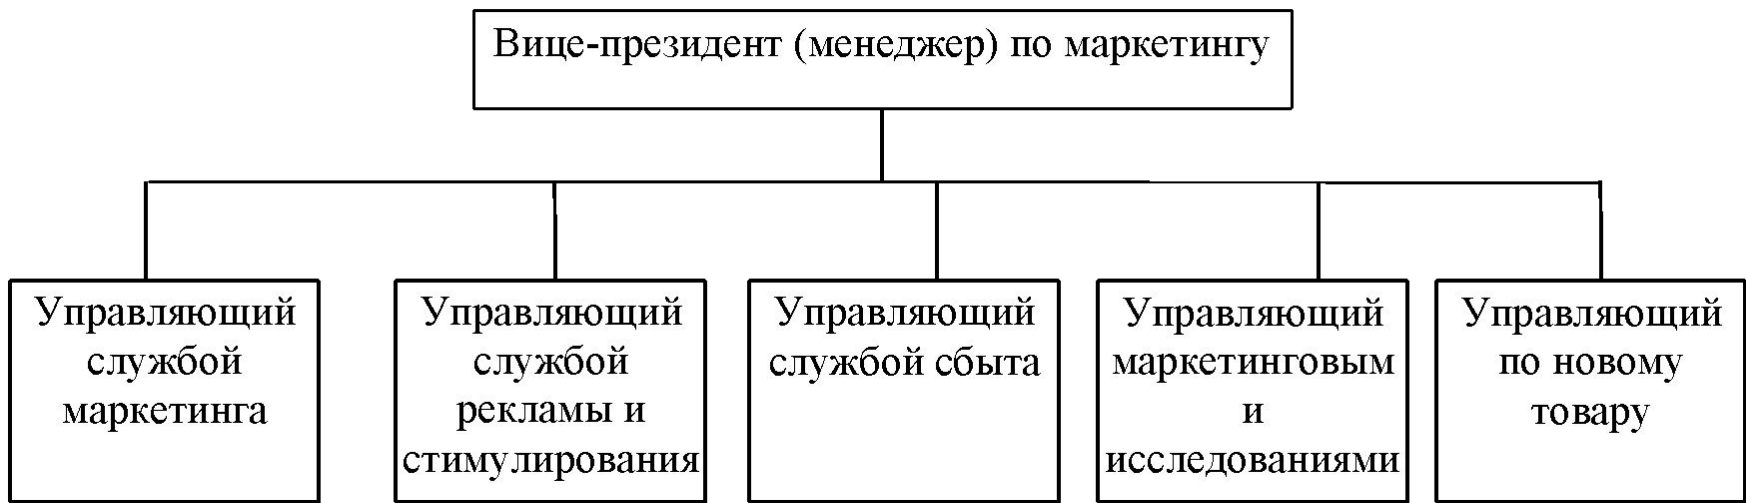 Вице-президент (менеджер) по маркетингу
Управляющий
службой
маркетинга
Управляющий
службой
рекламы и
стимулирования
Управляющий
службой сбыта
Управляющий
маркетинговым
и
исследованиями
Управляющий
по новому
товару